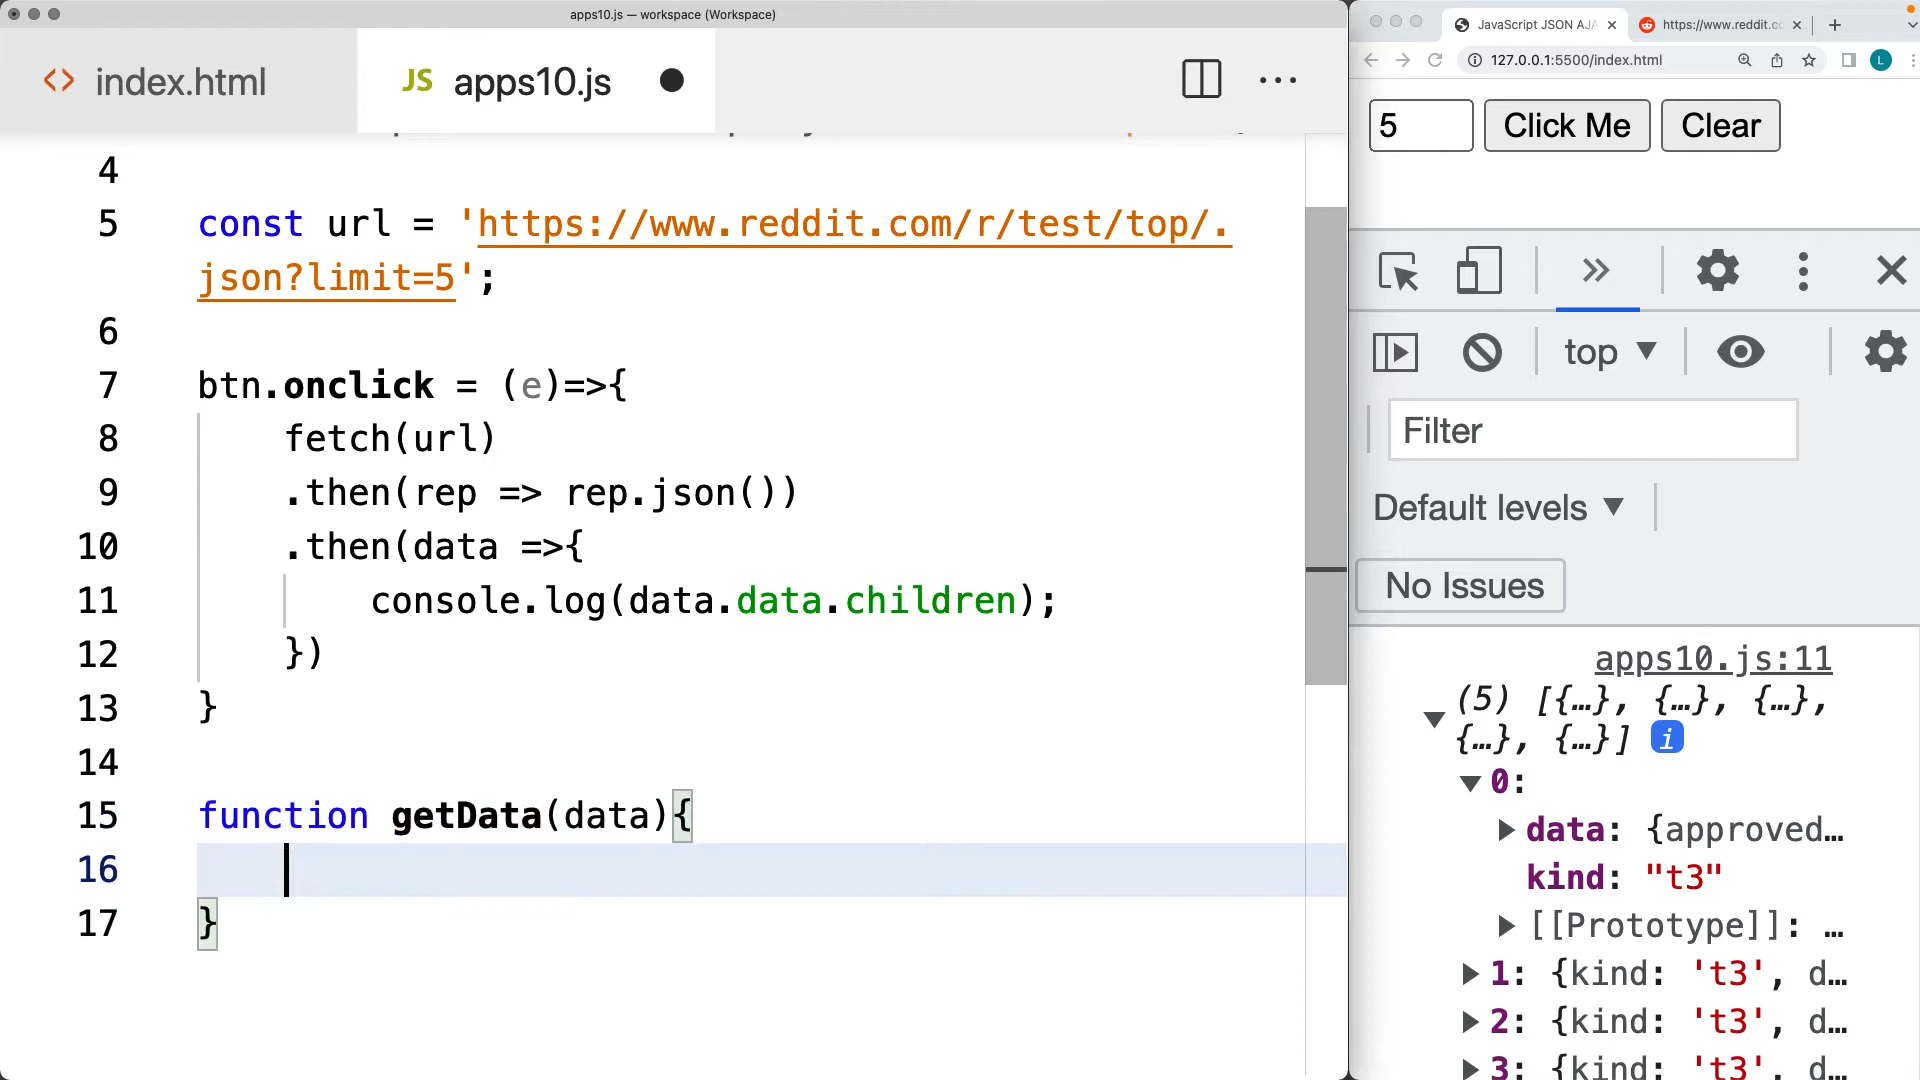 apps10.js — workspace (Workspace)
index.html
JS apps10.js
4
5 const url = 'https://www.reddit.com/r/test/top/.
json?limit=5';
6
7 btn.onclick = (e)=>{
8 fetch(url)
9 .then(rep => rep.json())
10 .then(data =>{
11 console.log(data.data.children);
12 })
13 }
14
15 function getData(data){
16
17 }
JavaScript JSON AJA
https://www.reddit.co
127.0.0.1:5500/index.html
L
5 Click Me Clear
top
Filter
Default levels
No Issues
apps10.js:11
(5) [{…}, {…}, {…},
{…}, {…}] i
0:
data: {approved…
kind: "t3"
[[Prototype]]: …
1: {kind: 't3', d…
2: {kind: 't3', d…
3: {kind: 't3', d…